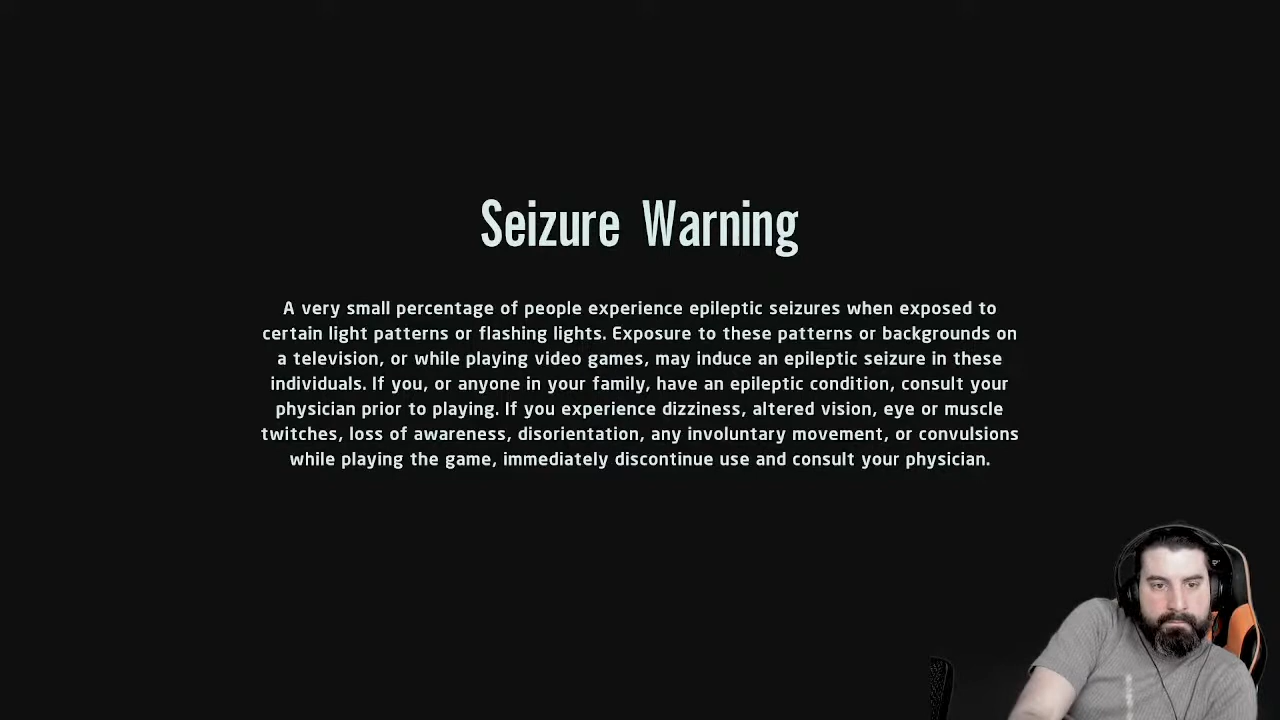 Seizure Warning
A very small percentage of people experience epileptic seizures when exposed to
certain light patterns or flashing lights. Exposure to these patterns or backgrounds on
a television, or while playing video games, may induce an epileptic seizure in these
individuals. If you, or anyone in your family, have an epileptic condition, consult your
physician prior to playing. If you experience dizziness, altered vision, eye or muscle
twitches, loss of awareness, disorientation, any involuntary movement, or convulsions
while playing the game, immediately discontinue use and consult your physician.